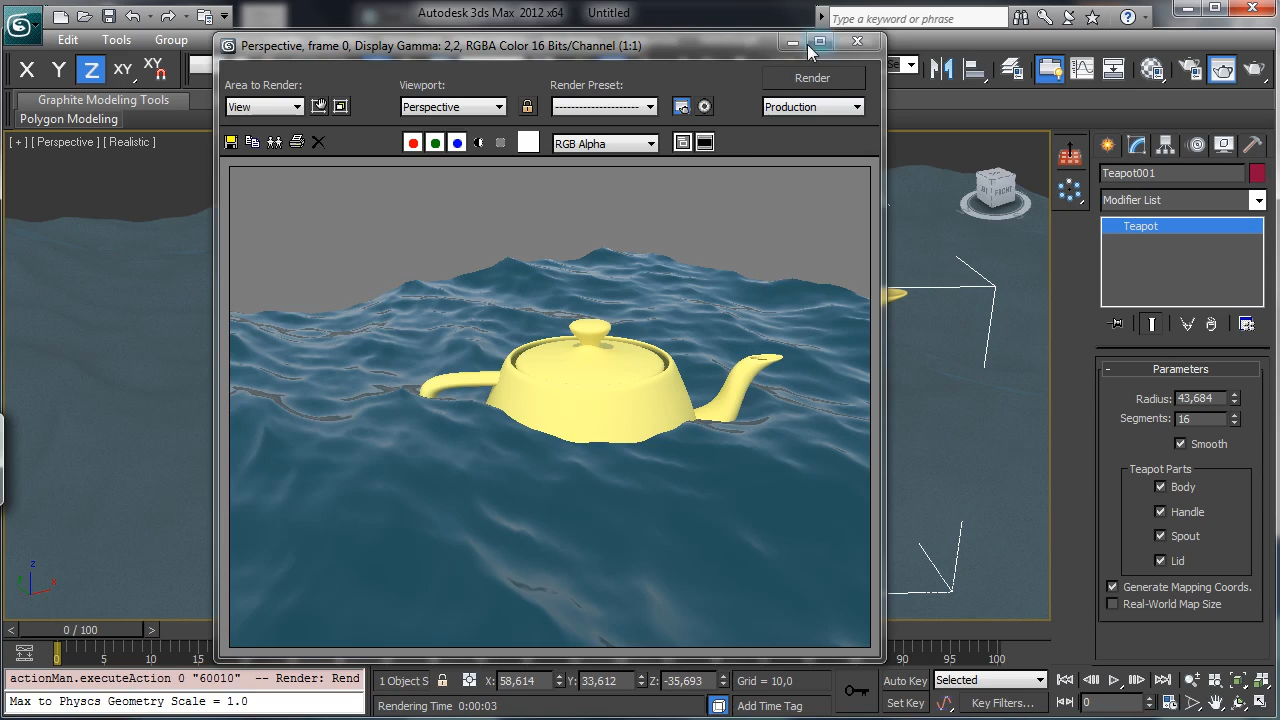 Autodesk 3ds Max 2012 x64 Untitled
Type a keyword or phrase
Edit Tools Group
X Y Z XY XY
Se
Graphite Modeling Tools
Polygon Modeling
+ ] [ Perspective ] [ Realistic ]
Perspective, frame 0, Display Gamma: 2,2, RGBA Color 16 Bits/Channel (1:1)
Area to Render:
View
Viewport:
Perspective
Render Preset:
--------------------
Render
Production
RGB Alpha
FRONT
Teapot001
Modifier List
Teapot
- Parameters
Radius: 43,684
Segments: 16
Smooth
Teapot Parts
Body
Handle
Spout
Lid
Generate Mapping Coords.
Real-World Map Size
z
x
< 0 / 100 >
0 5 10 15 90 95 100
actionMan.executeAction 0 "60010" -- Render: Rend
Max to Physcs Geometry Scale = 1.0
1 Object S X: 58,614 Y: 33,612 Z: -35,693 Grid = 10,0
Rendering Time 0:00:03 Add Time Tag
Auto Key Selected
Set Key Key Filters... 0